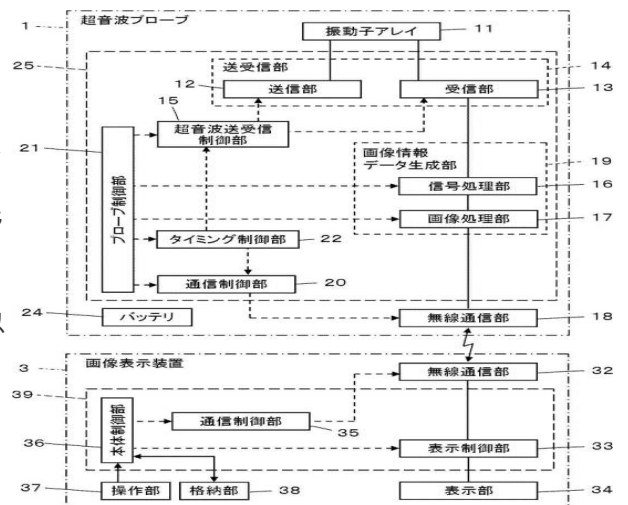 1
超音波プローブ
振動子アレイ
11
25
送受信部
14
12
送信部
受信部
13
15
超音波送受信
制御部
21
プローブ制御部
画像情報
データ生成部
19
信号処理部
16
画像処理部
17
タイミング制御部
22
通信制御部
20
24
バッテリ
無線通信部
18
3
画像表示装置
無線通信部
32
39
本体制御部
通信制御部
35
36
表示制御部
33
37
操作部
格納部
38
表示部
34